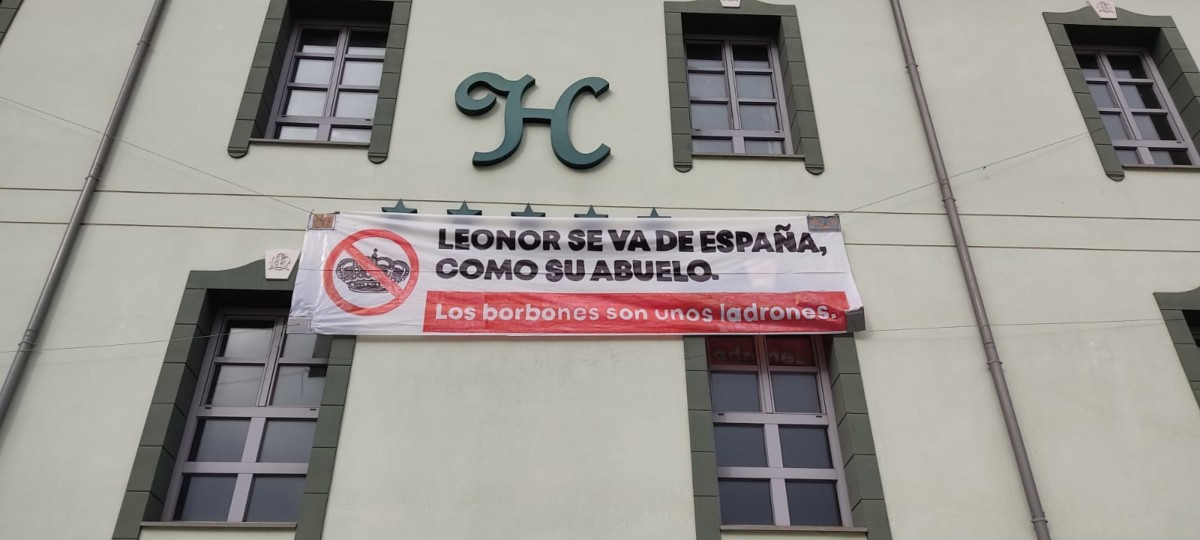 H
LEONOR SE VA DE ESPAÑA,
COMO SU ABUELO.
Los borbones son unos ladrones.